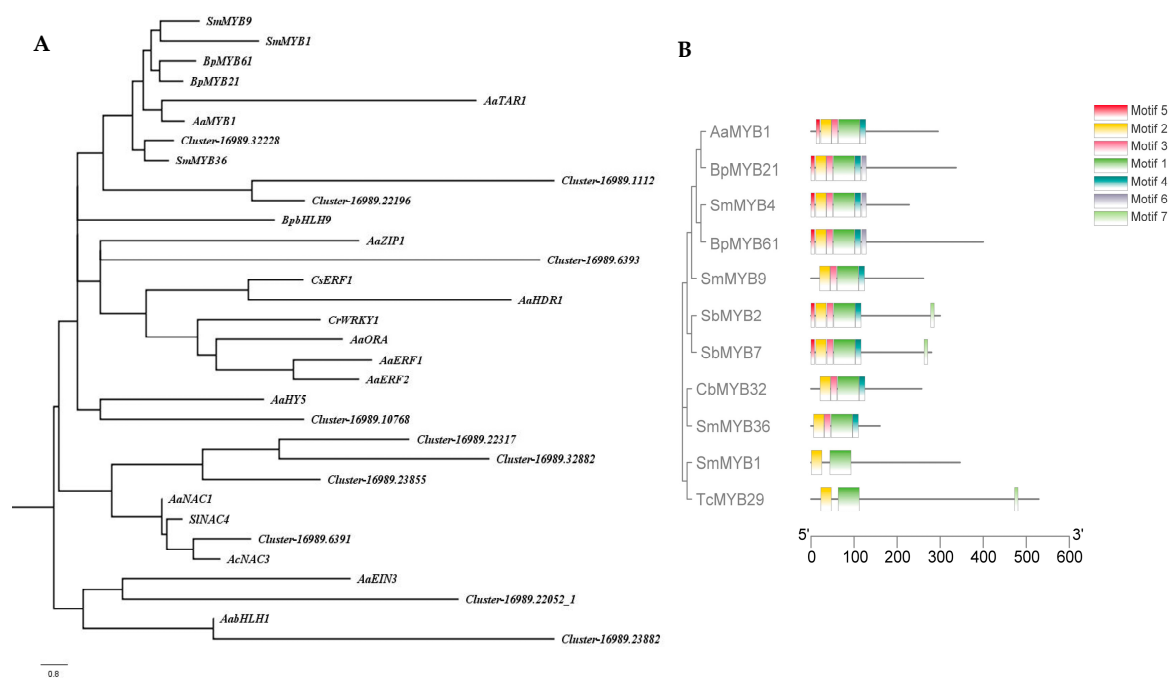 A
SmMYB9
SmMYB1
BpMYB61
BpMYB21
AaTAR1
AaMYB1
Cluster-16989.32228
SmMYB36
Cluster-16989.1112
Cluster-16989.22196
BpbHLH9
AaZIP1
Cluster-16989.6393
CsERF1
AaHDR1
CrWRKY1
AaORA
AaERF1
AaERF2
AaHY5
Cluster-16989.10768
Cluster-16989.22317
Cluster-16989.32882
Cluster-16989.23855
AaNAC1
SlNAC4
Cluster-16989.6391
AcNAC3
AaEIN3
Cluster-16989.22052_1
AabHLH1
Cluster-16989.23882
0.8
B
AaMYB1
BpMYB21
SmMYB4
BpMYB61
SmMYB9
SbMYB2
SbMYB7
CbMYB32
SmMYB36
SmMYB1
TcMYB29
5' 3'
0 100 200 300 400 500 600
Motif 5
Motif 2
Motif 3
Motif 1
Motif 4
Motif 6
Motif 7